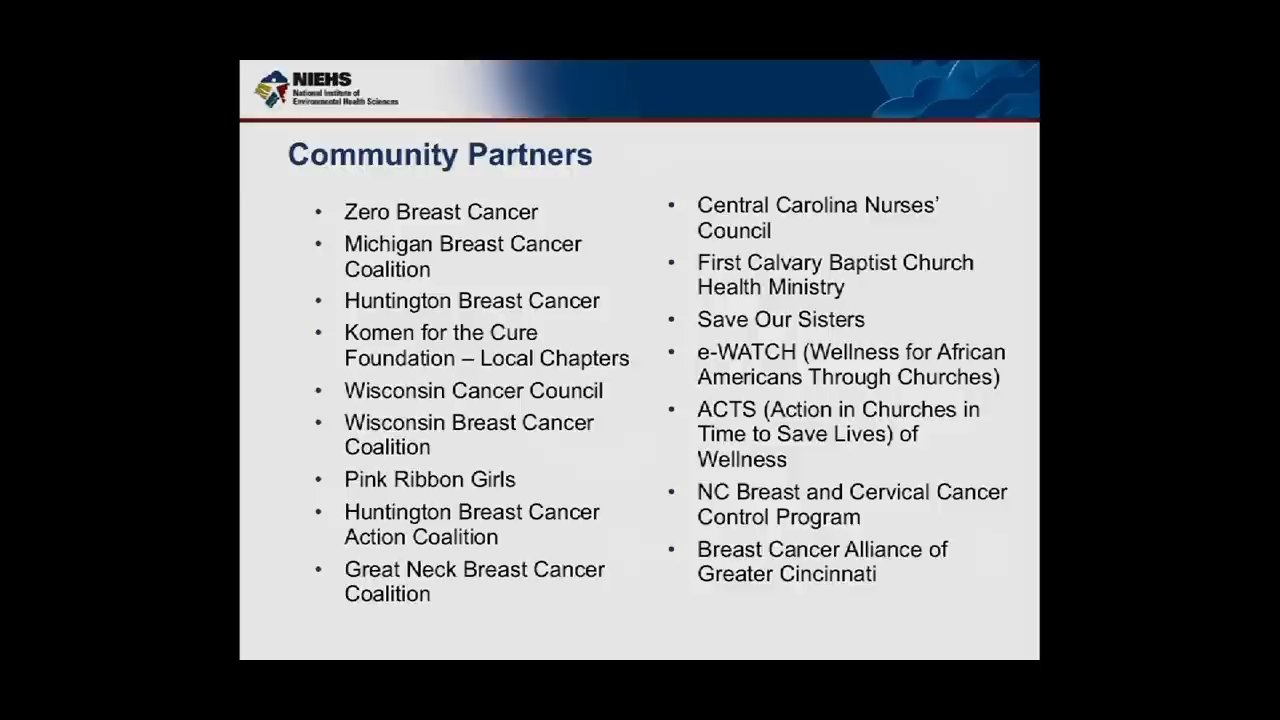 NIEHS
National Institute of
Environmental Health Sciences
Community Partners
• Zero Breast Cancer
• Michigan Breast Cancer
Coalition
• Huntington Breast Cancer
• Komen for the Cure
Foundation – Local Chapters
• Wisconsin Cancer Council
• Wisconsin Breast Cancer
Coalition
• Pink Ribbon Girls
• Huntington Breast Cancer
Action Coalition
• Great Neck Breast Cancer
Coalition
• Central Carolina Nurses’
Council
• First Calvary Baptist Church
Health Ministry
• Save Our Sisters
• e-WATCH (Wellness for African
Americans Through Churches)
• ACTS (Action in Churches in
Time to Save Lives) of
Wellness
• NC Breast and Cervical Cancer
Control Program
• Breast Cancer Alliance of
Greater Cincinnati